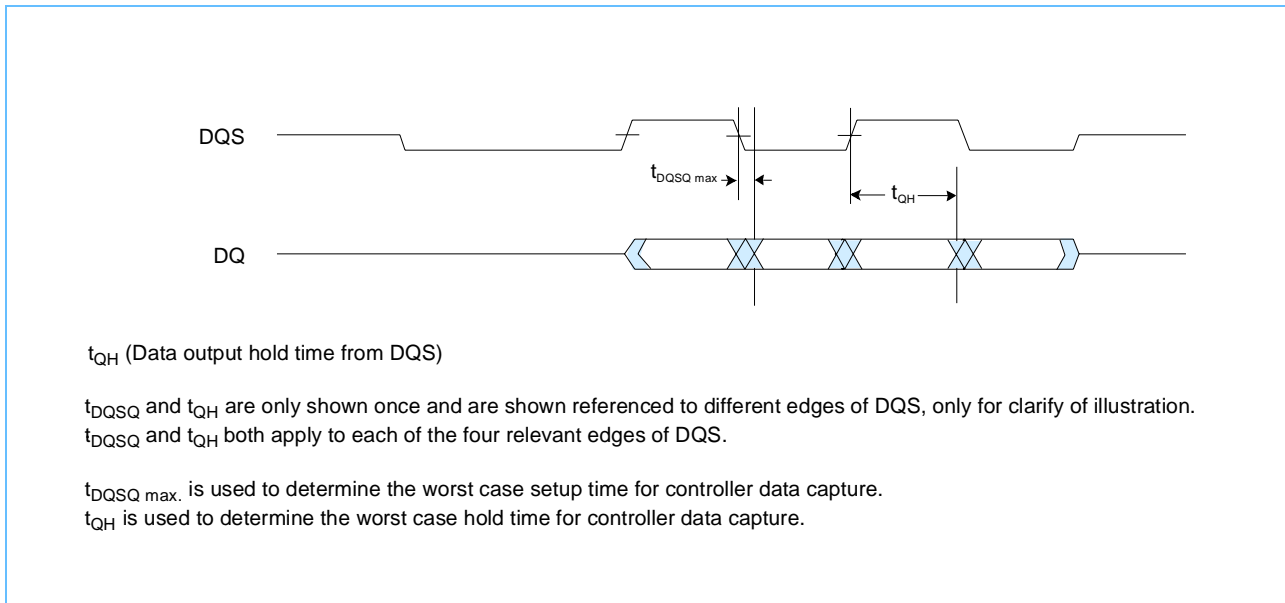 DQS
tDQSQ max
tQH
DQ
tQH (Data output hold time from DQS)
tDQSQ and tQH are only shown once and are shown referenced to different edges of DQS, only for clarify of illustration.
tDQSQ and tQH both apply to each of the four relevant edges of DQS.
tDQSQ max. is used to determine the worst case setup time for controller data capture.
tQH is used to determine the worst case hold time for controller data capture.